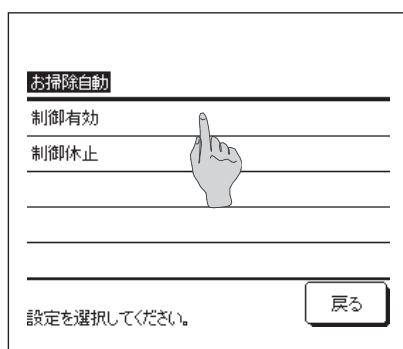 お掃除自動
制御有効
制御休止
設定を選択してください。
戻る